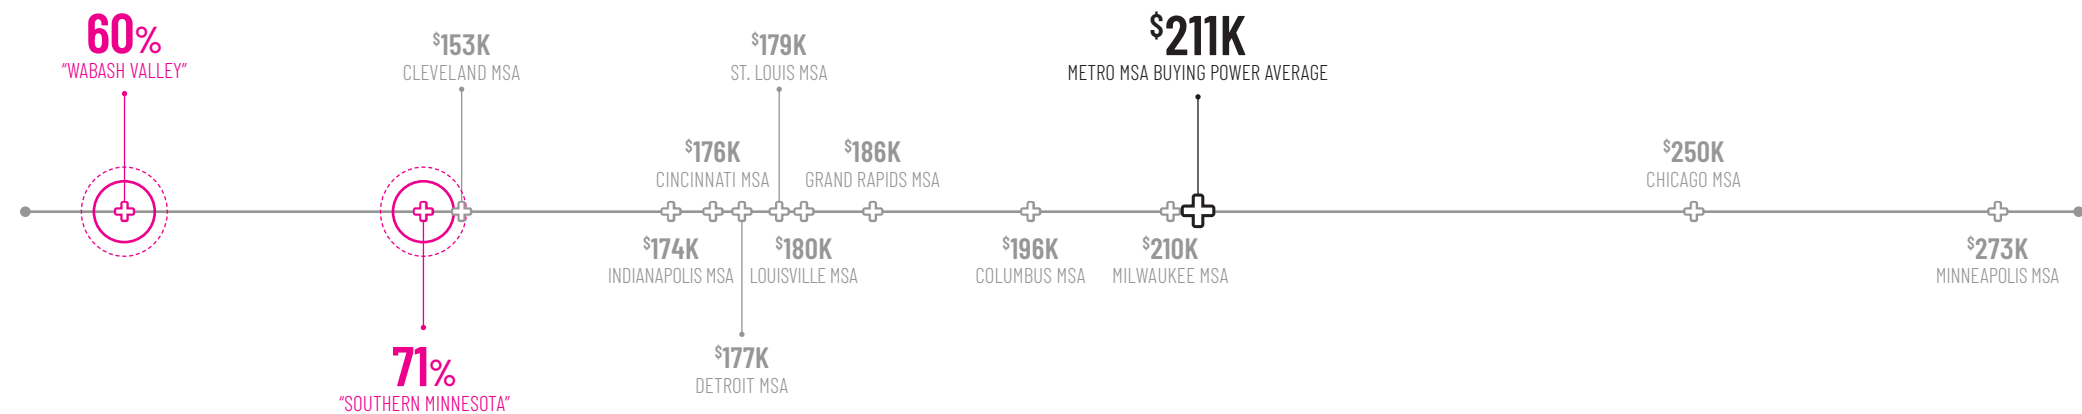 60%
"WABASH VALLEY"
$153K
CLEVELAND MSA
$179K
ST. LOUIS MSA
$211K
METRO MSA BUYING POWER AVERAGE
$176K
CINCINNATI MSA
$186K
GRAND RAPIDS MSA
$250K
CHICAGO MSA
$174K
INDIANAPOLIS MSA
$180K
LOUISVILLE MSA
$196K
COLUMBUS MSA
$210K
MILWAUKEE MSA
$273K
MINNEAPOLIS MSA
71%
"SOUTHERN MINNESOTA"
$177K
DETROIT MSA